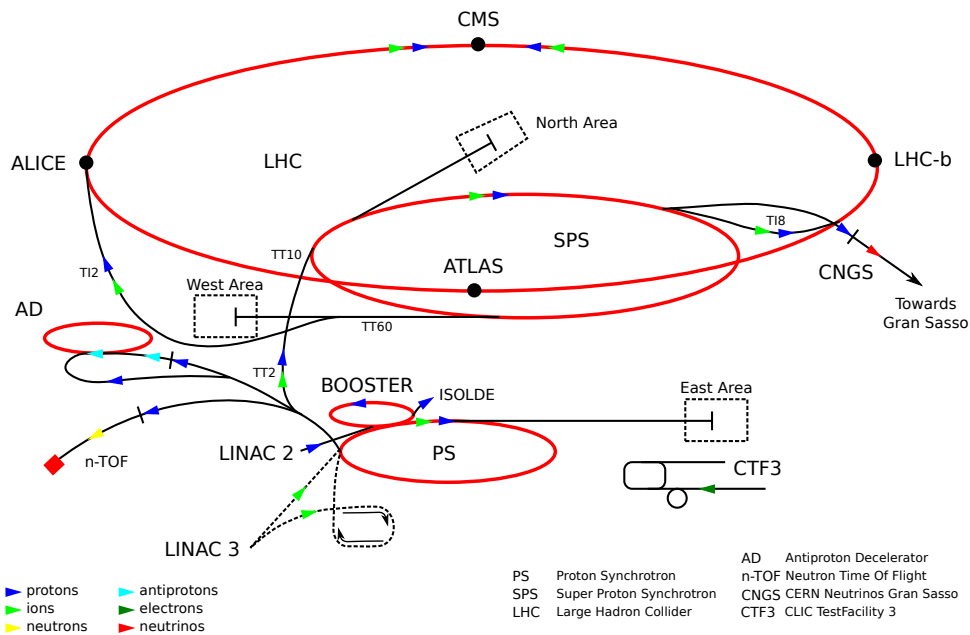 CMS
North Area
ALICE
LHC
LHC-b
TI8
SPS
TT10
ATLAS
TI2
CNGS
West Area
Towards
Gran Sasso
AD
TT60
TT2
BOOSTER
ISOLDE
East Area
LINAC 2
PS
n-TOF
CTF3
LINAC 3
protons
ions
neutrons
antiprotons
electrons
neutrinos
PS Proton Synchrotron
SPS Super Proton Synchrotron
LHC Large Hadron Collider
AD Antiproton Decelerator
n-TOF Neutron Time Of Flight
CNGS CERN Neutrinos Gran Sasso
CTF3 CLIC TestFacility 3